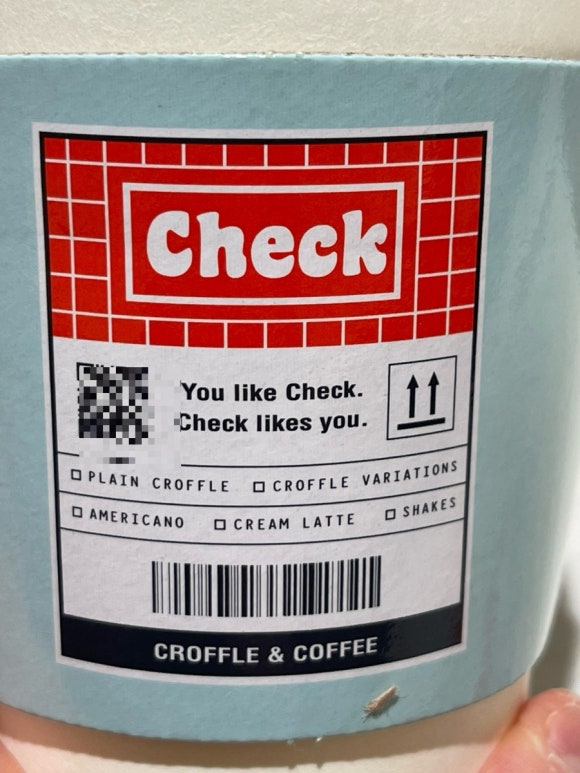 Check
You like Check.
Check likes you.
PLAIN CROFFLE CROFFLE VARIATIONS
AMERICANO CREAM LATTE SHAKES
CROFFLE & COFFEE